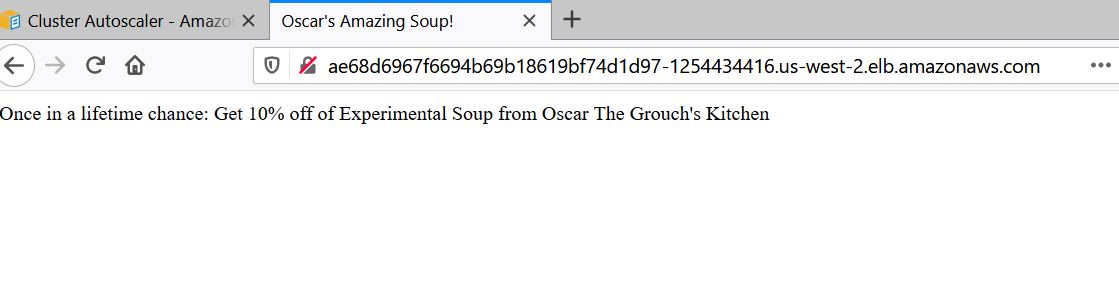 Cluster Autoscaler - Amazo
Oscar's Amazing Soup!
ae68d6967f6694b69b18619bf74d1d97-1254434416.us-west-2.elb.amazonaws.com
Once in a lifetime chance: Get 10% off of Experimental Soup from Oscar The Grouch's Kitchen